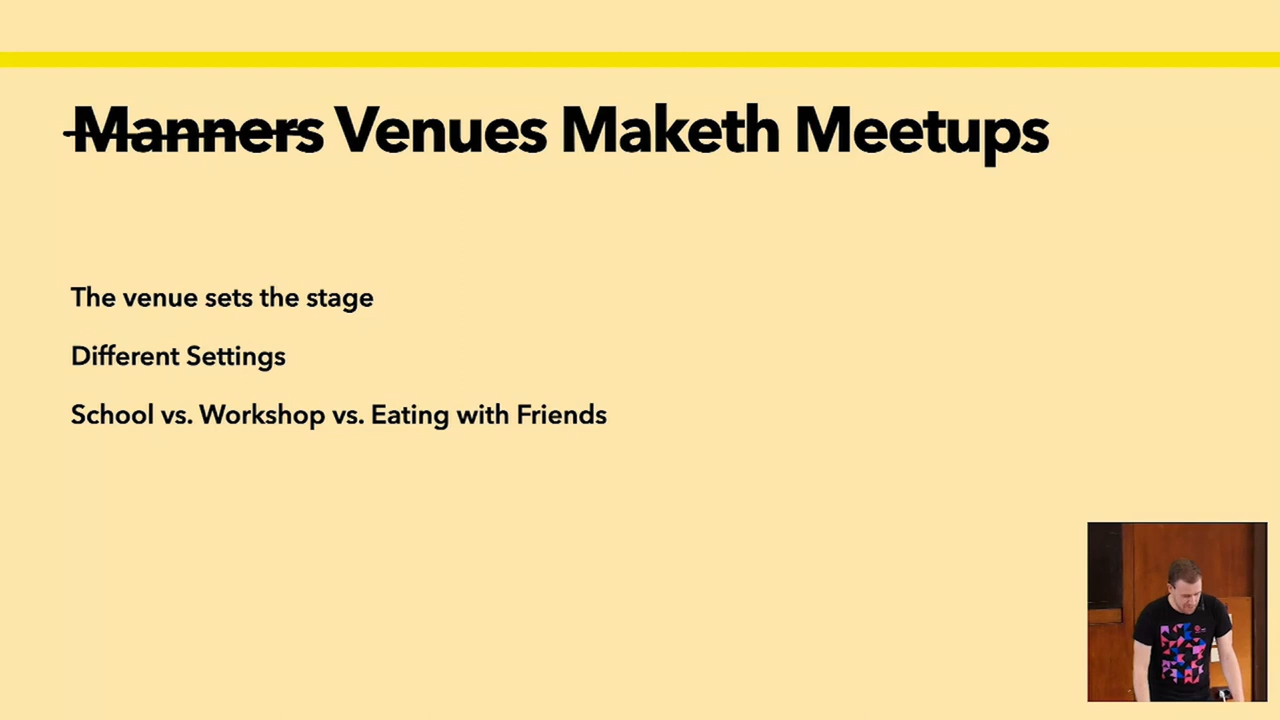 Manners Venues Maketh Meetups
The venue sets the stage
Different Settings
School vs. Workshop vs. Eating with Friends